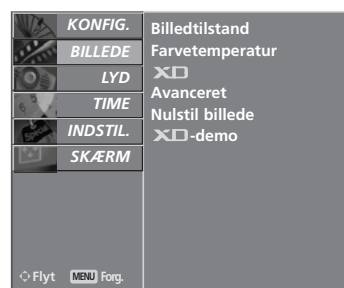 KONFIG.
BILLEDE
LYD
TIME
INDSTIL.
SKÆRM
Billedtilstand
Farvetemperatur
XD
Avanceret
Nulstil billede
XD-demo
Flyt MENU Forg.